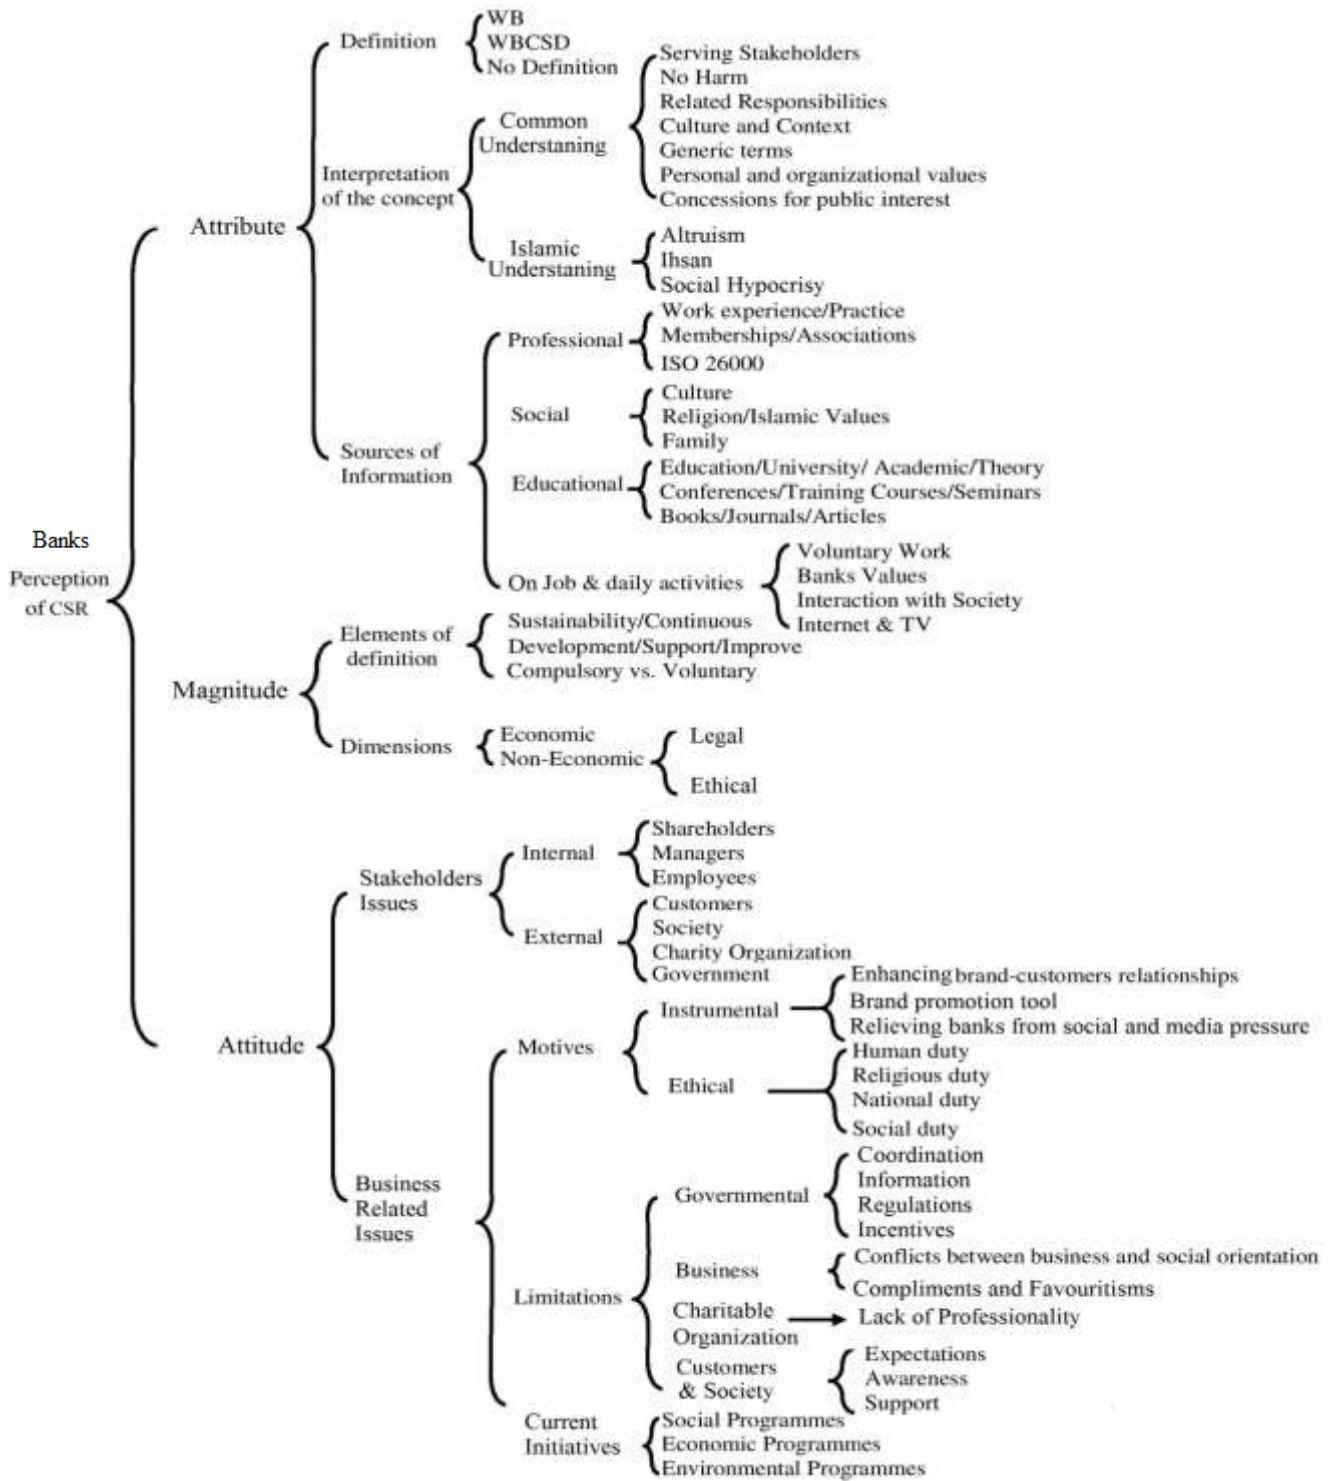 Banks
Perception
of CSR
Attribute
Definition
WB
WBCSD
No Definition
Interpretation
of the concept
Common
Understaning
Serving Stakeholders
No Harm
Related Responsibilities
Culture and Context
Generic terms
Personal and organizational values
Concessions for public interest
Islamic
Understaning
Altruism
Ihsan
Social Hypocrisy
Sources of
Information
Professional
Work experience/Practice
Memberships/Associations
ISO 26000
Social
Culture
Religion/Islamic Values
Family
Educational
Education/University/ Academic/Theory
Conferences/Training Courses/Seminars
Books/Journals/Articles
On Job & daily activities
Voluntary Work
Banks Values
Interaction with Society
Internet & TV
Magnitude
Elements of
definition
Sustainability/Continuous
Development/Support/Improve
Compulsory vs. Voluntary
Dimensions
Economic
Non-Economic
Legal
Ethical
Attitude
Stakeholders
Issues
Internal
Shareholders
Managers
Employees
External
Customers
Society
Charity Organization
Government
Business
Related
Issues
Motives
Instrumental
Enhancing brand-customers relationships
Brand promotion tool
Relieving banks from social and media pressure
Ethical
Human duty
Religious duty
National duty
Social duty
Limitations
Governmental
Coordination
Information
Regulations
Incentives
Business
Conflicts between business and social orientation
Compliments and Favouritisms
Charitable
Organization
Lack of Professionality
Customers
& Society
Expectations
Awareness
Support
Current
Initiatives
Social Programmes
Economic Programmes
Environmental Programmes